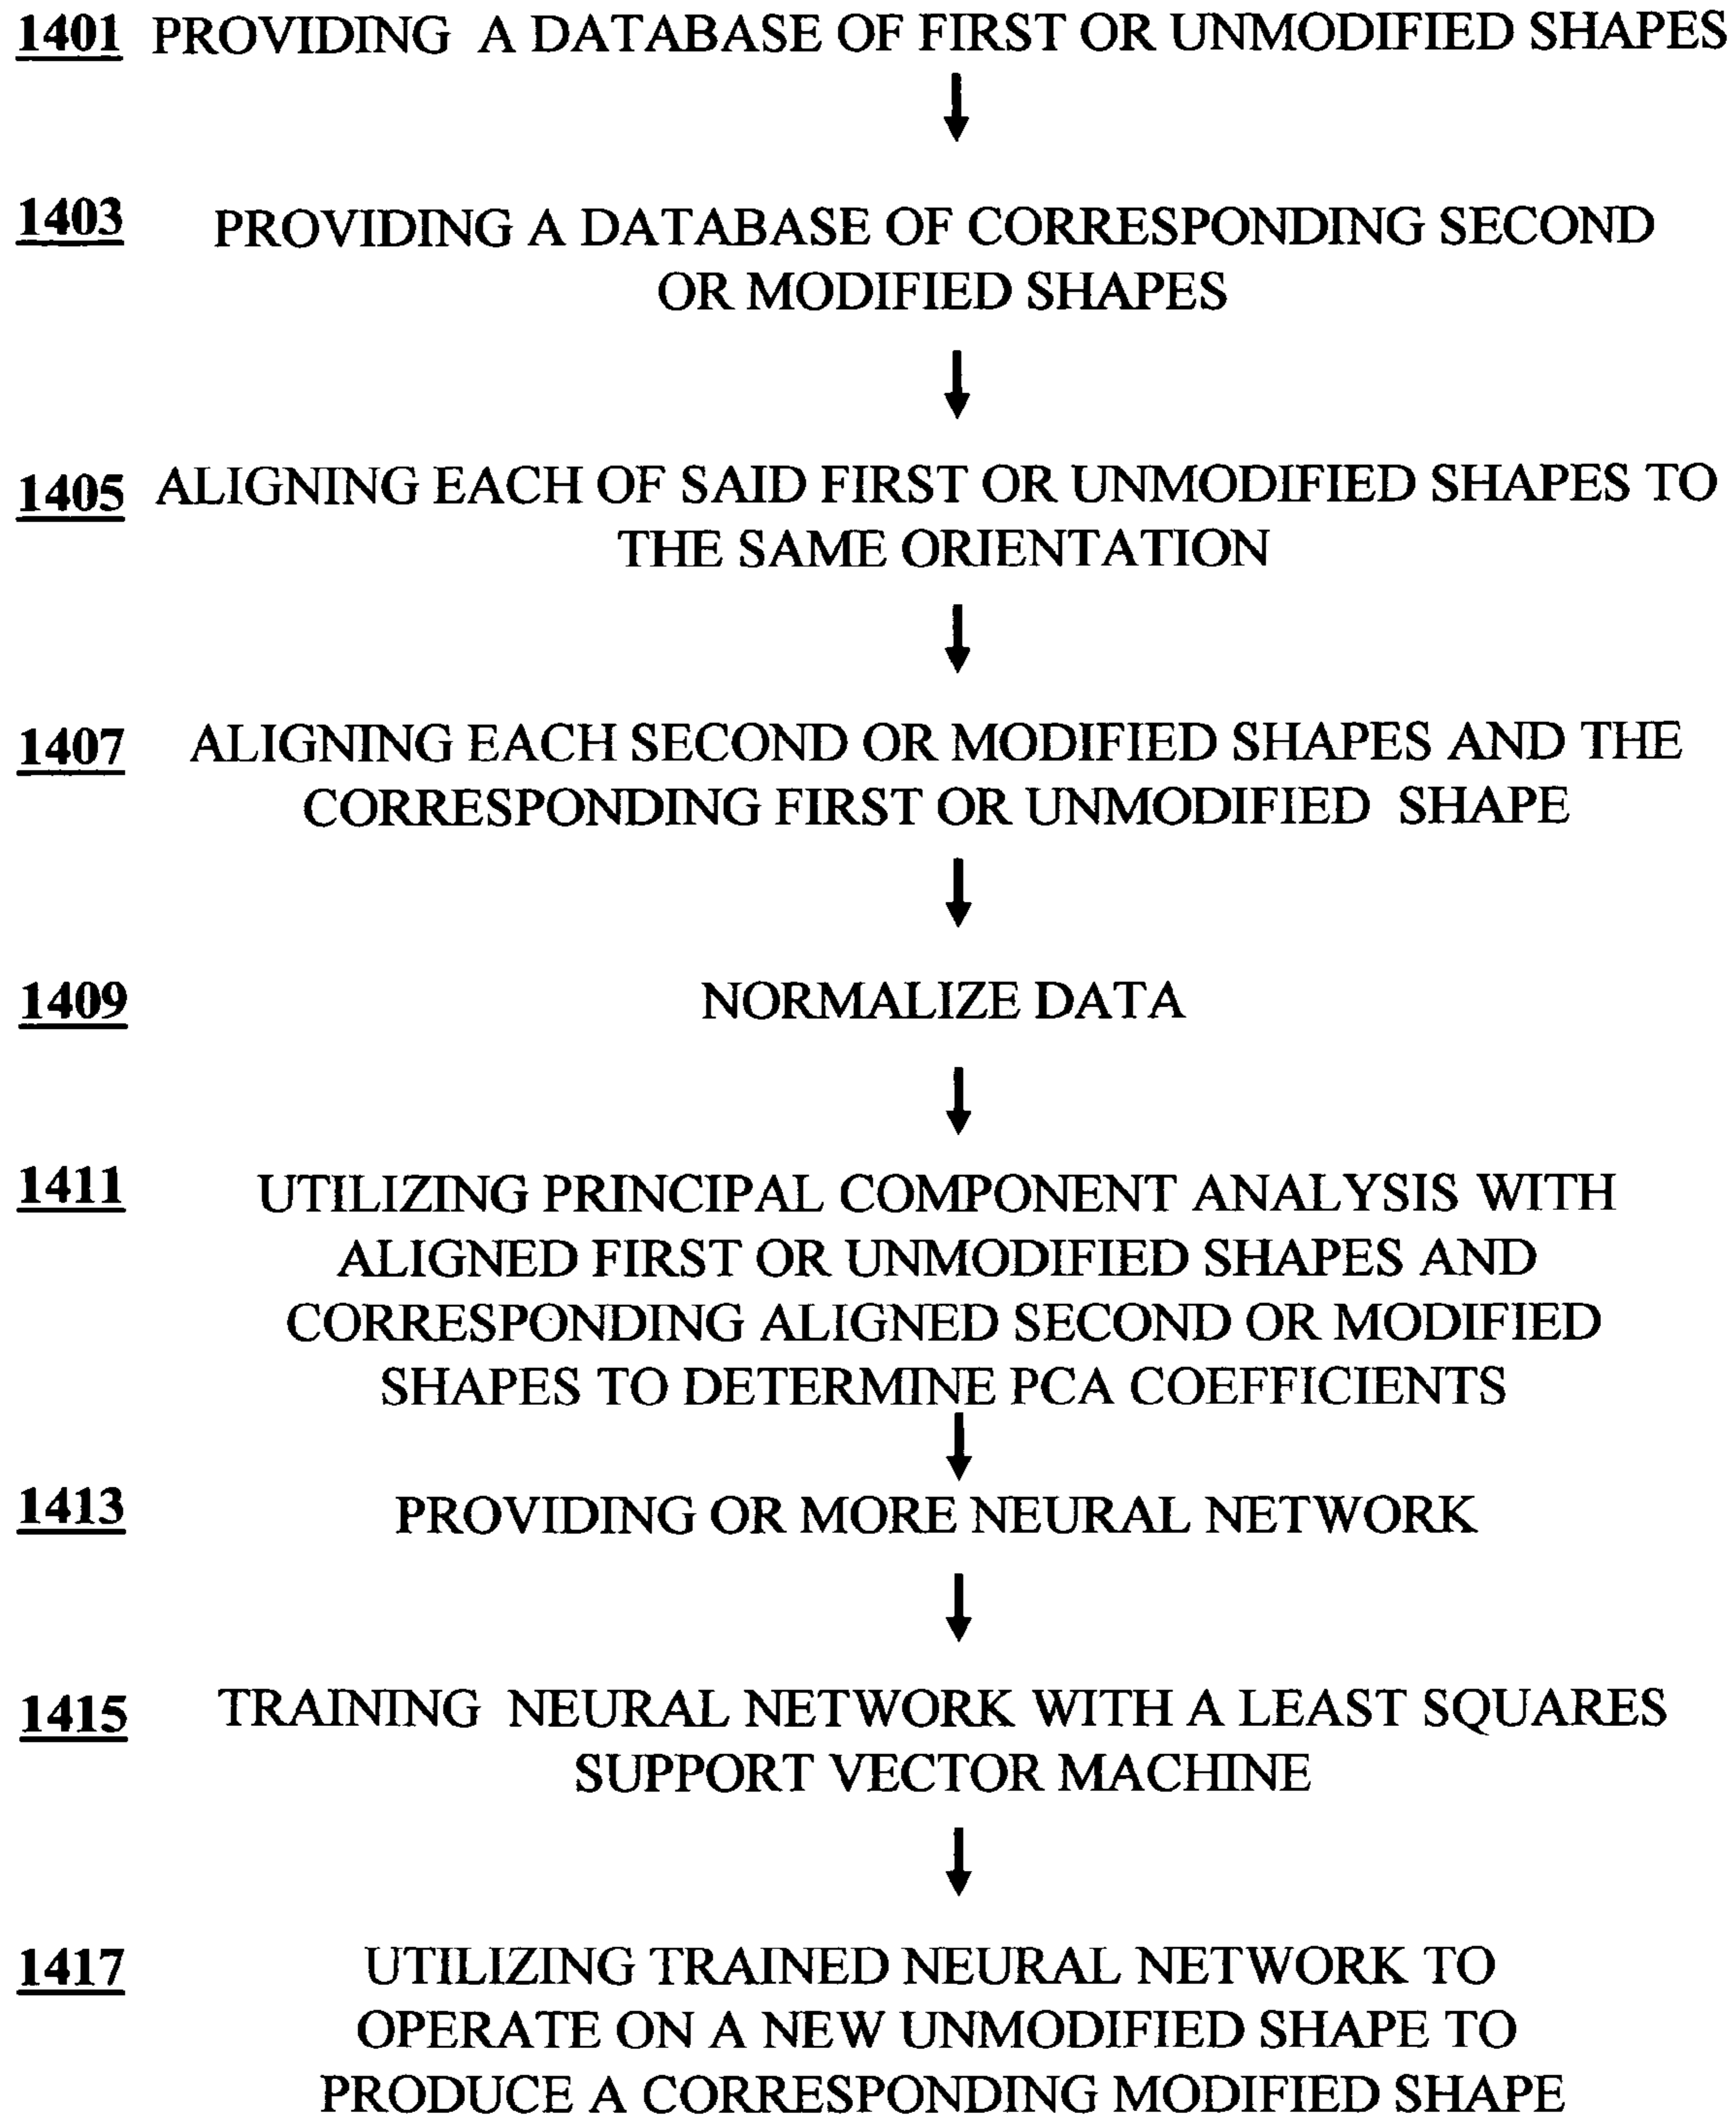 1401 PROVIDING A DATABASE OF FIRST OR UNMODIFIED SHAPES
1403 PROVIDING A DATABASE OF CORRESPONDING SECOND
OR MODIFIED SHAPES
1405 ALIGNING EACH OF SAID FIRST OR UNMODIFIED SHAPES TO
THE SAME ORIENTATION
1407 ALIGNING EACH SECOND OR MODIFIED SHAPES AND THE
CORRESPONDING FIRST OR UNMODIFIED SHAPE
1409 NORMALIZE DATA
1411 UTILIZING PRINCIPAL COMPONENT ANALYSIS WITH
ALIGNED FIRST OR UNMODIFIED SHAPES AND
CORRESPONDING ALIGNED SECOND OR MODIFIED
SHAPES TO DETERMINE PCA COEFFICIENTS
1413 PROVIDING OR MORE NEURAL NETWORK
1415 TRAINING NEURAL NETWORK WITH A LEAST SQUARES
SUPPORT VECTOR MACHINE
1417 UTILIZING TRAINED NEURAL NETWORK TO
OPERATE ON A NEW UNMODIFIED SHAPE TO
PRODUCE A CORRESPONDING MODIFIED SHAPE